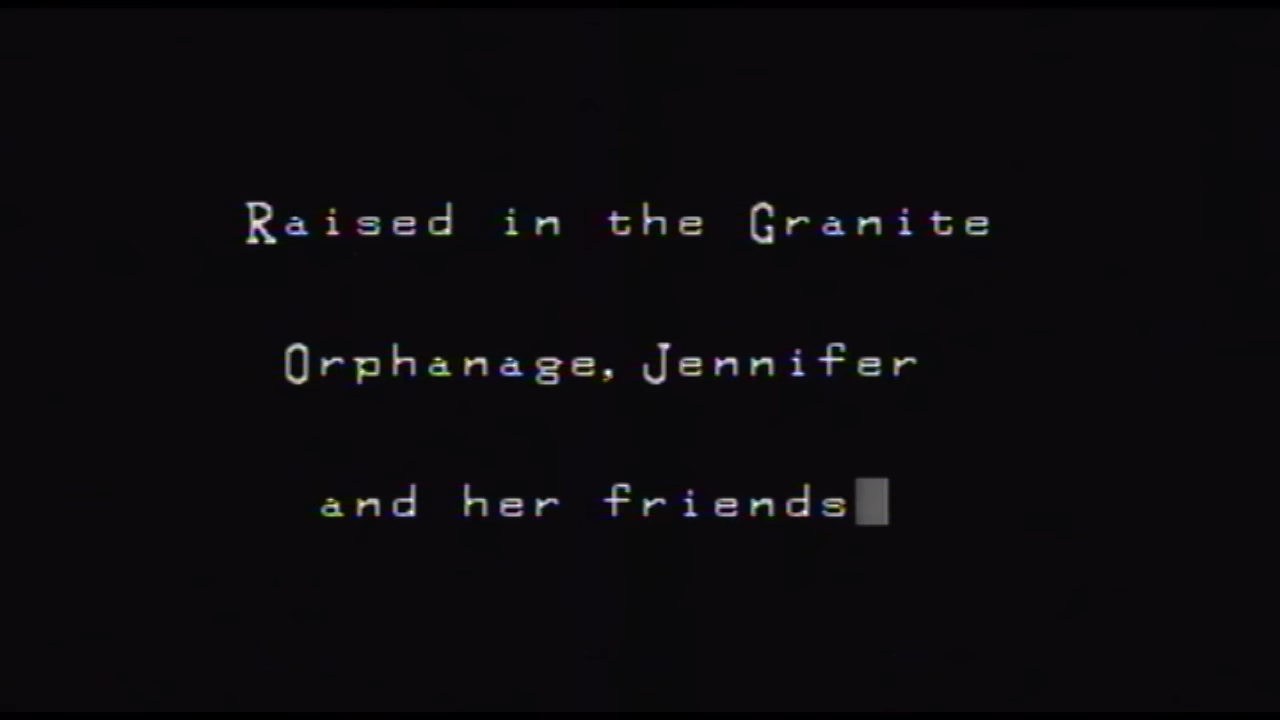 Raised in the Granite
Orphanage, Jennifer
and her friends